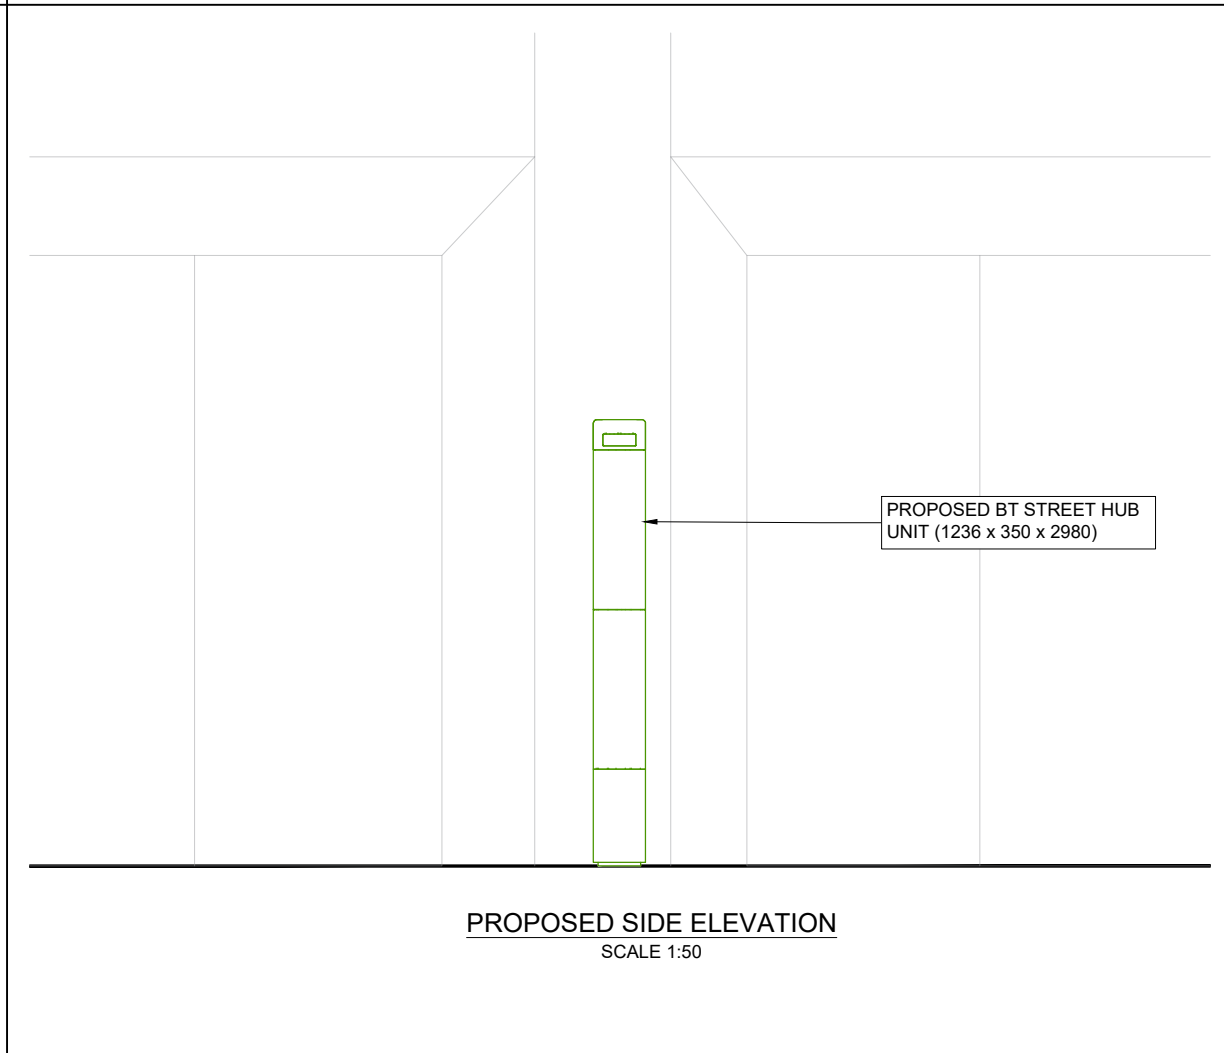 PROPOSED BT STREET HUB
UNIT (1236 x 350 x 2980)
PROPOSED SIDE ELEVATION
SCALE 1:50